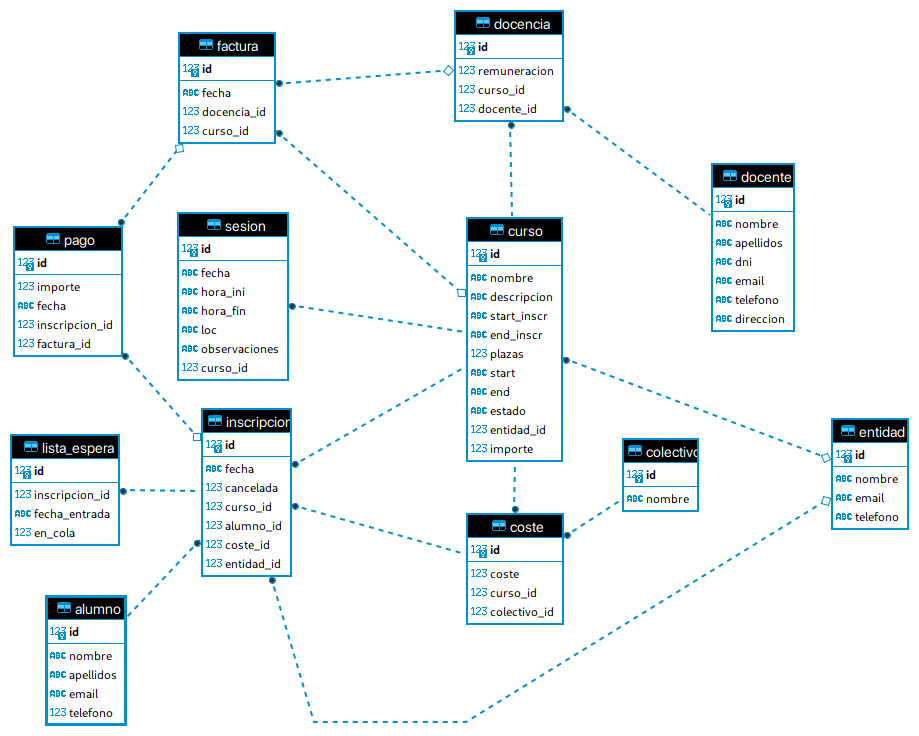 factura
123 id
ABC fecha
123 docencia_id
123 curso_id
docencia
123 id
123 remuneracion
123 curso_id
123 docente_id
docente
123 id
ABC nombre
ABC apellidos
ABC dni
ABC email
ABC telefono
ABC direccion
pago
123 id
123 importe
ABC fecha
123 inscripcion_id
123 factura_id
sesion
123 id
ABC fecha
ABC hora_ini
ABC hora_fin
ABC loc
ABC observaciones
123 curso_id
curso
123 id
ABC nombre
ABC descripcion
ABC start_inscr
ABC end_inscr
123 plazas
ABC start
ABC end
ABC estado
123 entidad_id
123 importe
inscripcion
123 id
ABC fecha
123 cancelada
123 curso_id
123 alumno_id
123 coste_id
123 entidad_id
lista_espera
123 id
123 inscripcion_id
ABC fecha_entrada
123 en_cola
colectivo
123 id
ABC nombre
entidad
123 id
ABC nombre
ABC email
ABC telefono
coste
123 id
123 coste
123 curso_id
123 colectivo_id
alumno
123 id
ABC nombre
ABC apellidos
ABC email
123 telefono